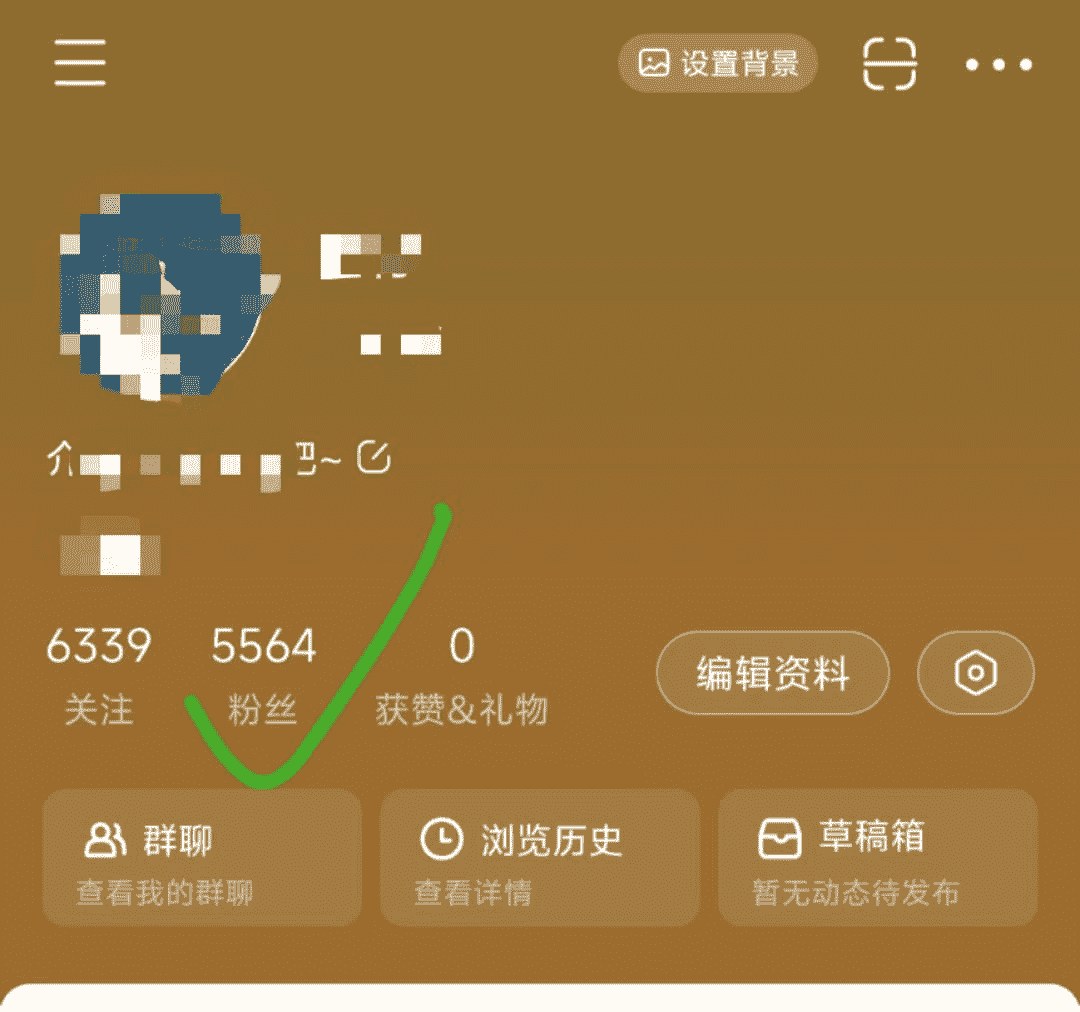 设置背景
介
~
6339 5564 0
关注 粉丝 获赞&礼物
编辑资料
群聊 浏览历史 草稿箱
查看我的群聊 查看详情 暂无动态待发布